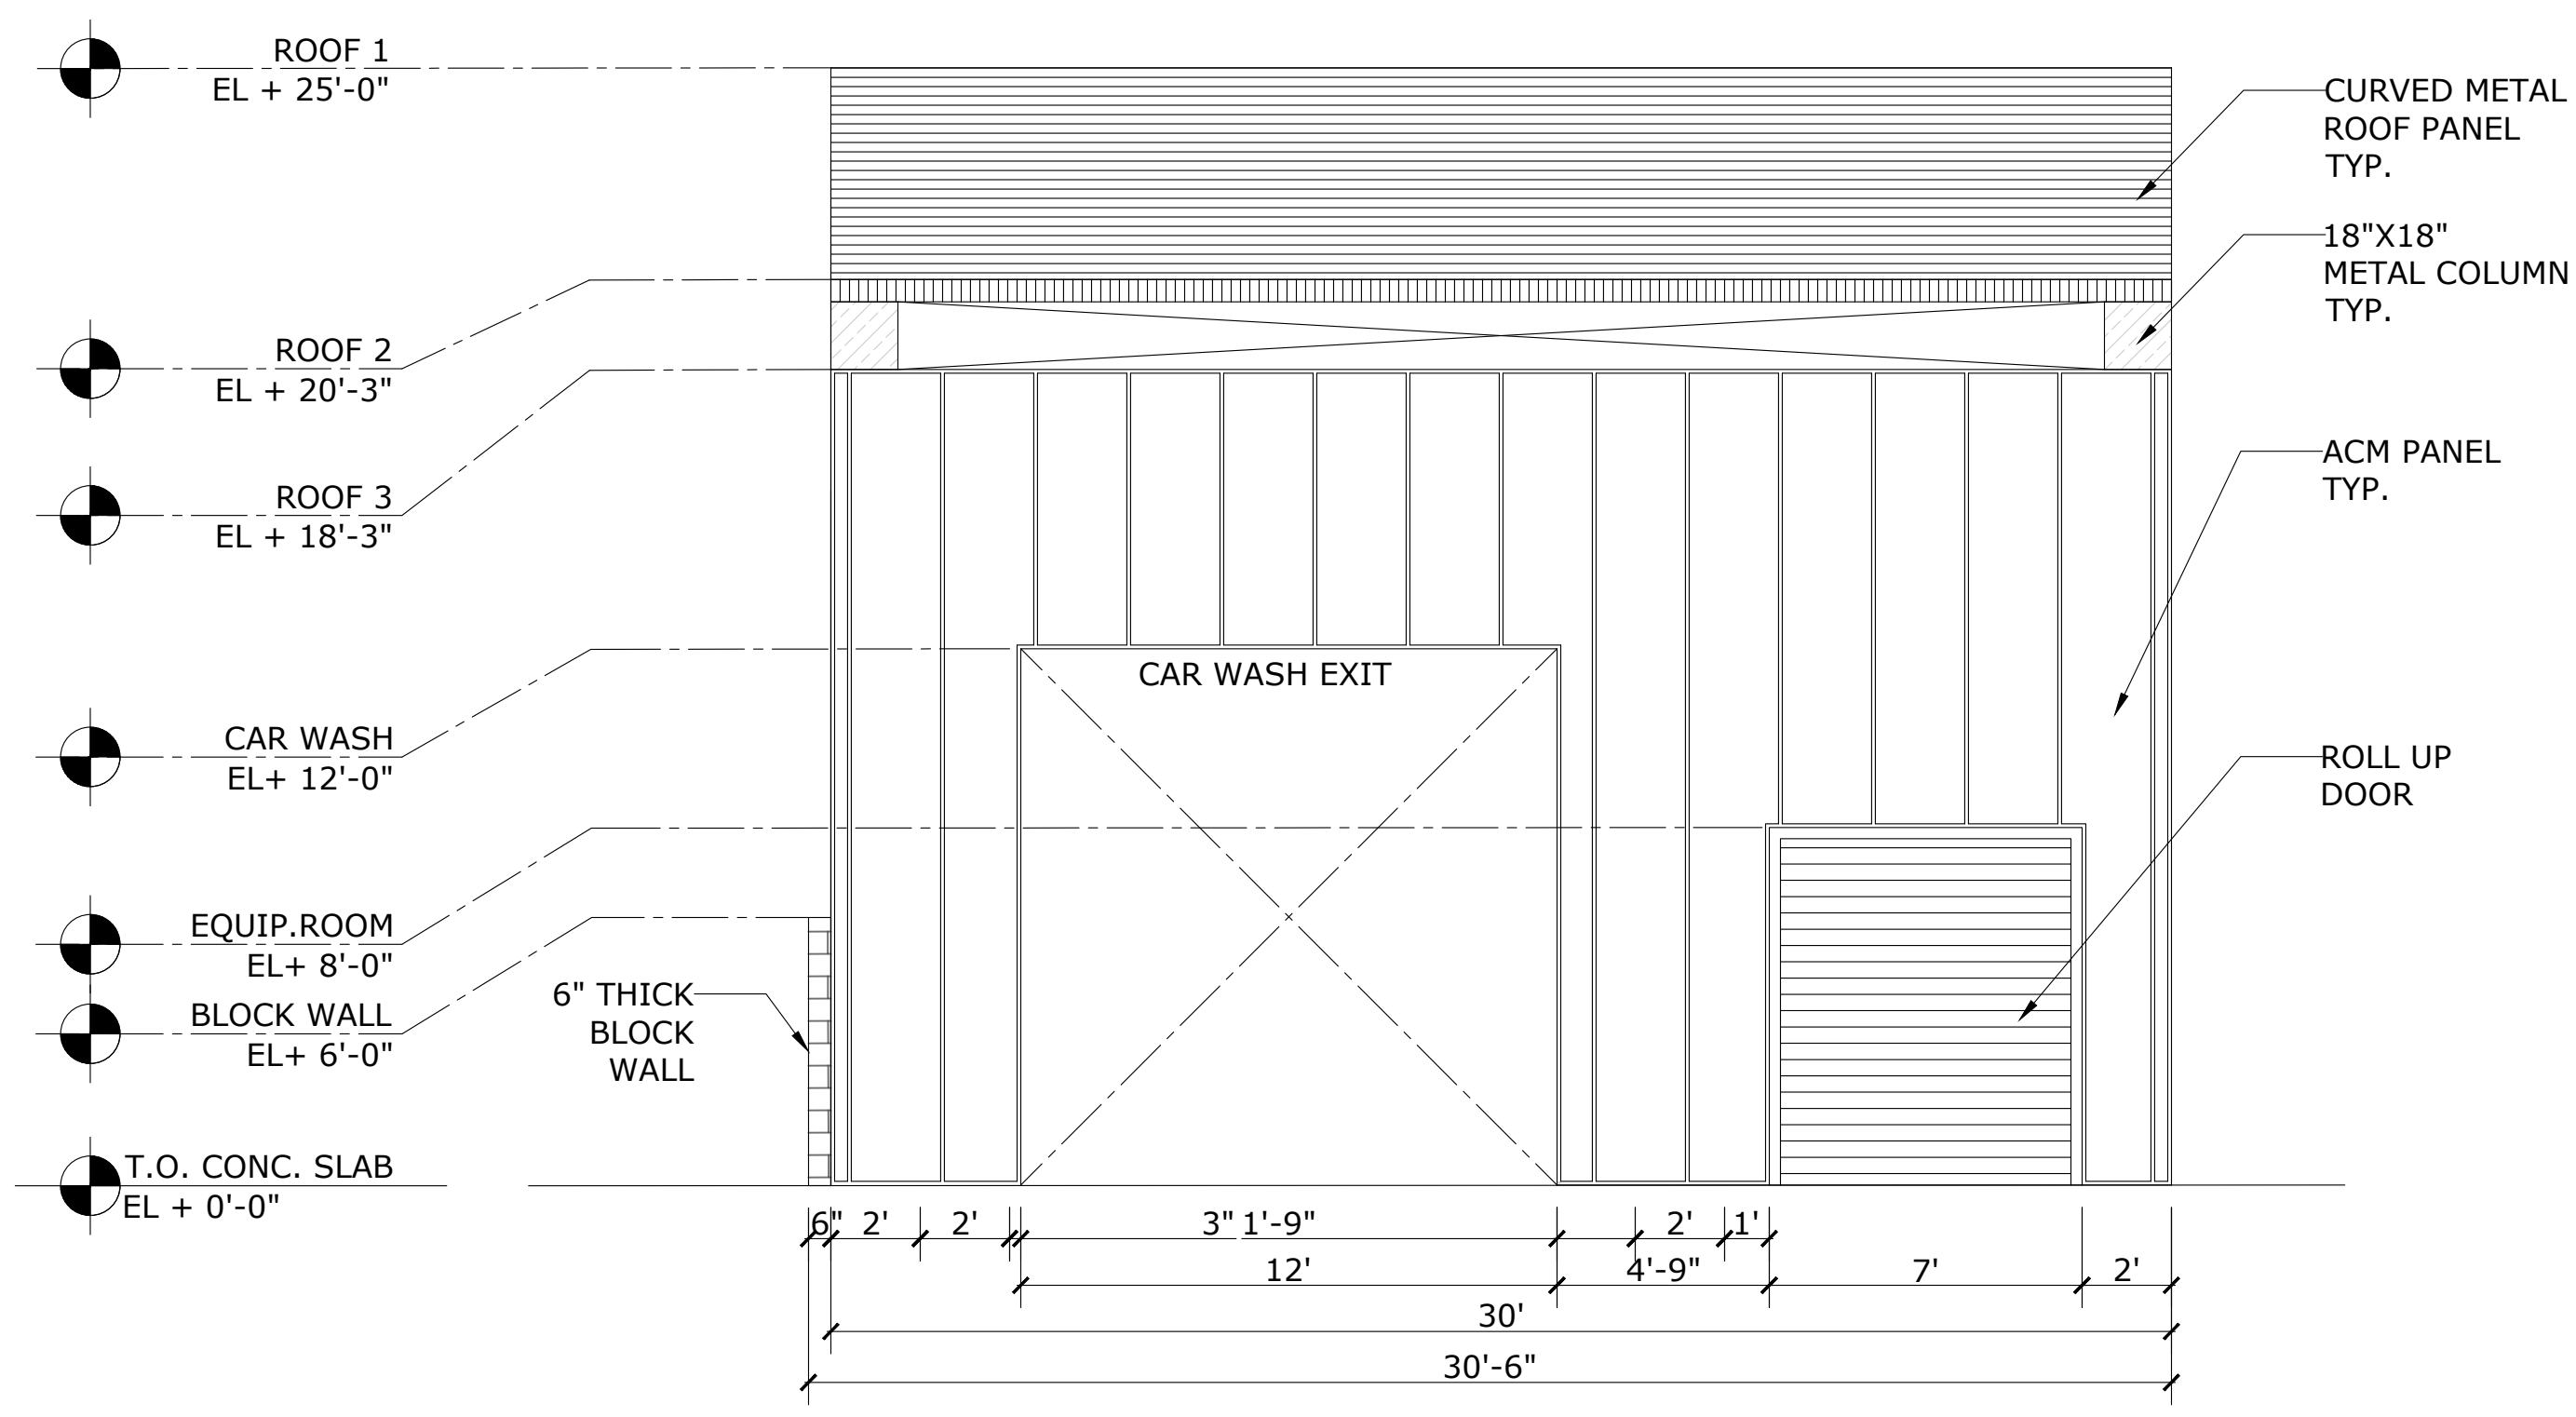 ROOF 1
EL + 25'-0"
CURVED METAL
ROOF PANEL
TYP.
18"X18"
METAL COLUMN
TYP.
ROOF 2
EL + 20'-3"
ROOF 3
EL + 18'-3"
ACM PANEL
TYP.
CAR WASH EXIT
CAR WASH
EL+ 12'-0"
ROLL UP
DOOR
EQUIP.ROOM
EL+ 8'-0"
BLOCK WALL
EL+ 6'-0"
6" THICK
BLOCK
WALL
T.O. CONC. SLAB
EL + 0'-0"
6" 2' 2' 3" 1'-9" 2' 1'
12' 4'-9" 7' 2'
30'
30'-6"